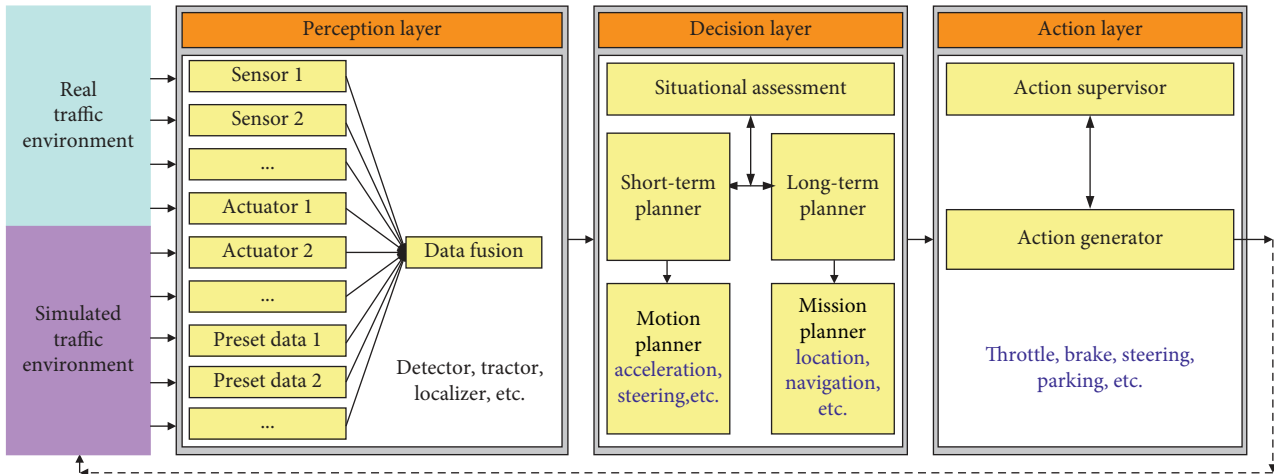 Real
traffic
environment
Simulated
traffic
environment
Perception layer
Sensor 1
Sensor 2
...
Actuator 1
Actuator 2
...
Preset data 1
Preset data 2
...
Data fusion
Detector, tractor,
localizer, etc.
Decision layer
Situational assessment
Short-term
planner
Long-term
planner
Motion
planner
acceleration,
steering,etc.
Mission
planner
location,
navigation,
etc.
Action layer
Action supervisor
Action generator
Throttle, brake, steering,
parking, etc.